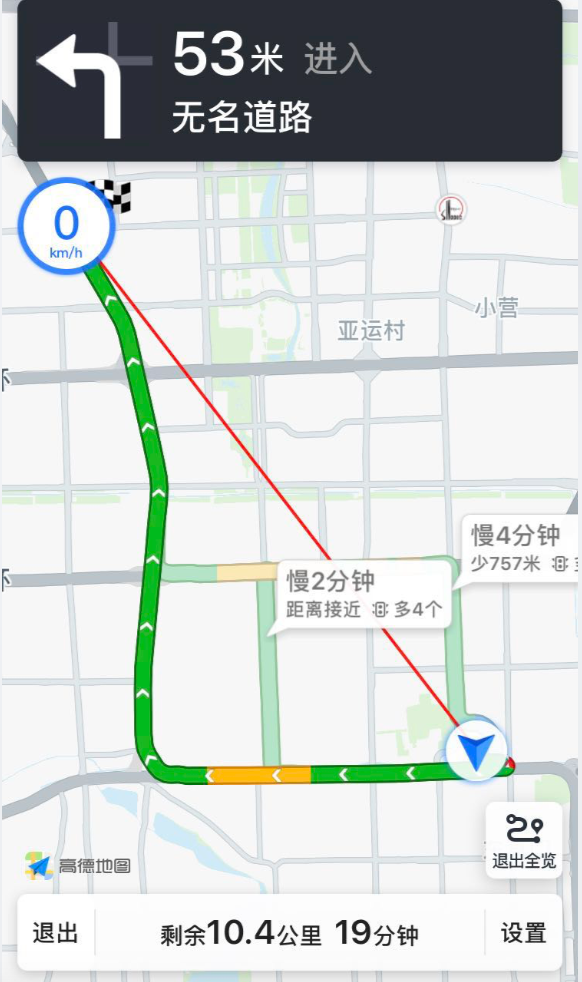 53米 进入
无名道路
0
km/h
小营
亚运村
环
慢4分钟
少757米
环
慢2分钟
距离接近 多4个
高德地图
退出全览
退出
剩余10.4公里 19分钟
设置